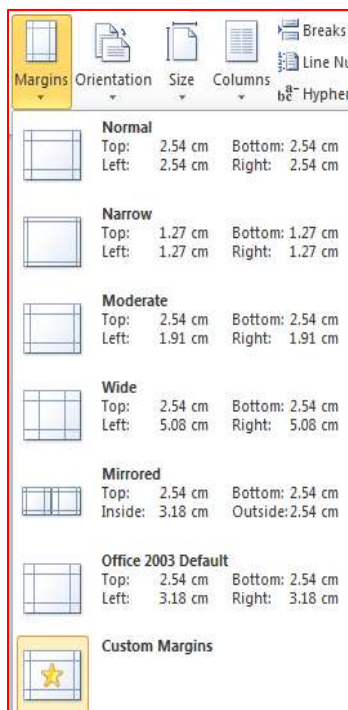 Breaks
Margins Orientation Size Columns
Normal
Top: 2.54 cm Bottom: 2.54 cm
Left: 2.54 cm Right: 2.54 cm
Narrow
Top: 1.27 cm Bottom: 1.27 cm
Left: 1.27 cm Right: 1.27 cm
Moderate
Top: 2.54 cm Bottom: 2.54 cm
Left: 1.91 cm Right: 1.91 cm
Wide
Top: 2.54 cm Bottom: 2.54 cm
Left: 5.08 cm Right: 5.08 cm
Mirrored
Top: 2.54 cm Bottom: 2.54 cm
Inside: 3.18 cm Outside: 2.54 cm
Office 2003 Default
Top: 2.54 cm Bottom: 2.54 cm
Left: 3.18 cm Right: 3.18 cm
Custom Margins